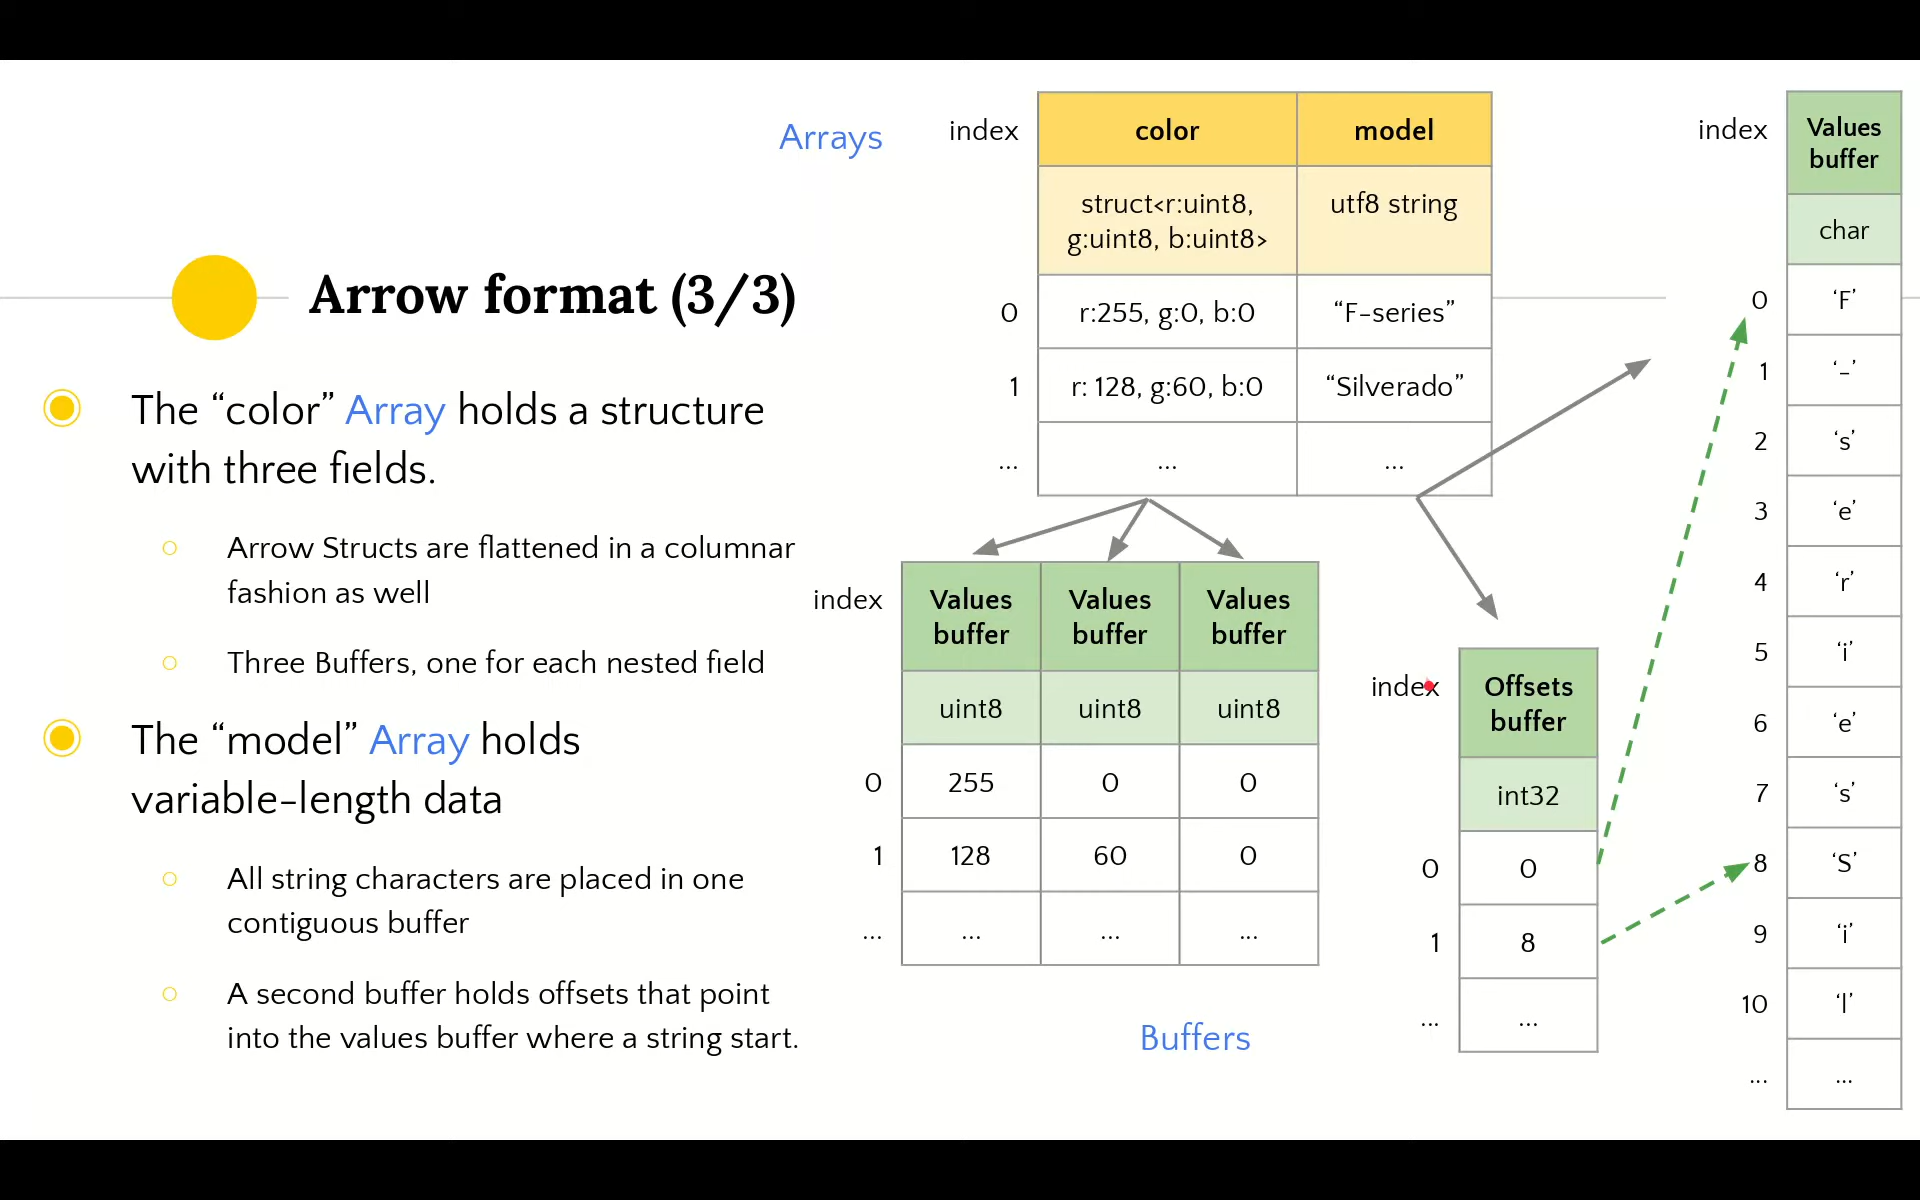 Arrow format (3/3)
The “color” Array holds a structure
with three fields.
Arrow Structs are flattened in a columnar
fashion as well
Three Buffers, one for each nested field
The “model” Array holds
variable-length data
All string characters are placed in one
contiguous buffer
A second buffer holds offsets that point
into the values buffer where a string start.
Arrays
index color model
struct<r:uint8, utf8 string
g:uint8, b:uint8>
0 r:255, g:0, b:0 “F-series”
1 r: 128, g:60, b:0 “Silverado”
... ... ...
index Values Values Values
buffer buffer buffer
uint8 uint8 uint8
0 255 0 0
1 128 60 0
... ... ... ...
Buffers
index Offsets
buffer
int32
0 0
1 8
... ...
index Values
buffer
char
0 ‘F’
1 ‘-’
2 ‘s’
3 ‘e’
4 ‘r’
5 ‘i’
6 ‘e’
7 ‘s’
8 ‘S’
9 ‘i’
10 ‘l’
... ...